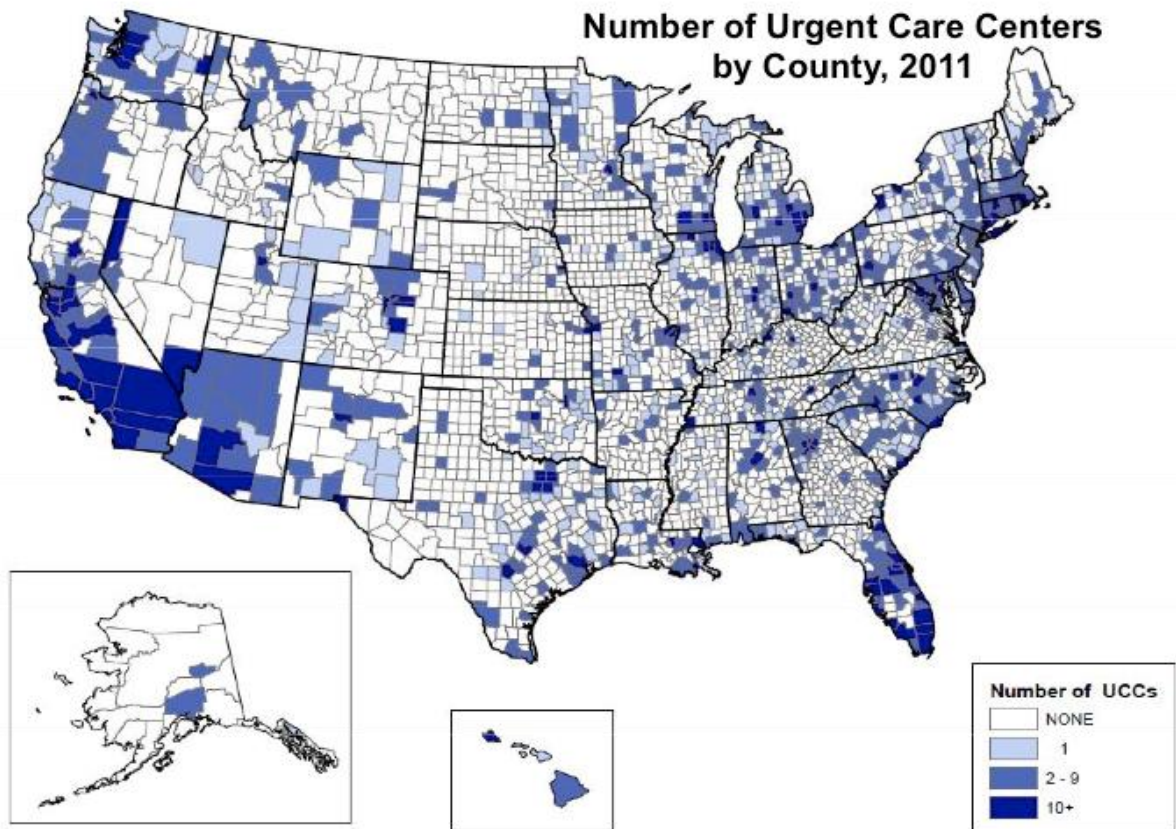 Number of Urgent Care Centers
by County, 2011
Number of UCCs
NONE
1
2 - 9
10+